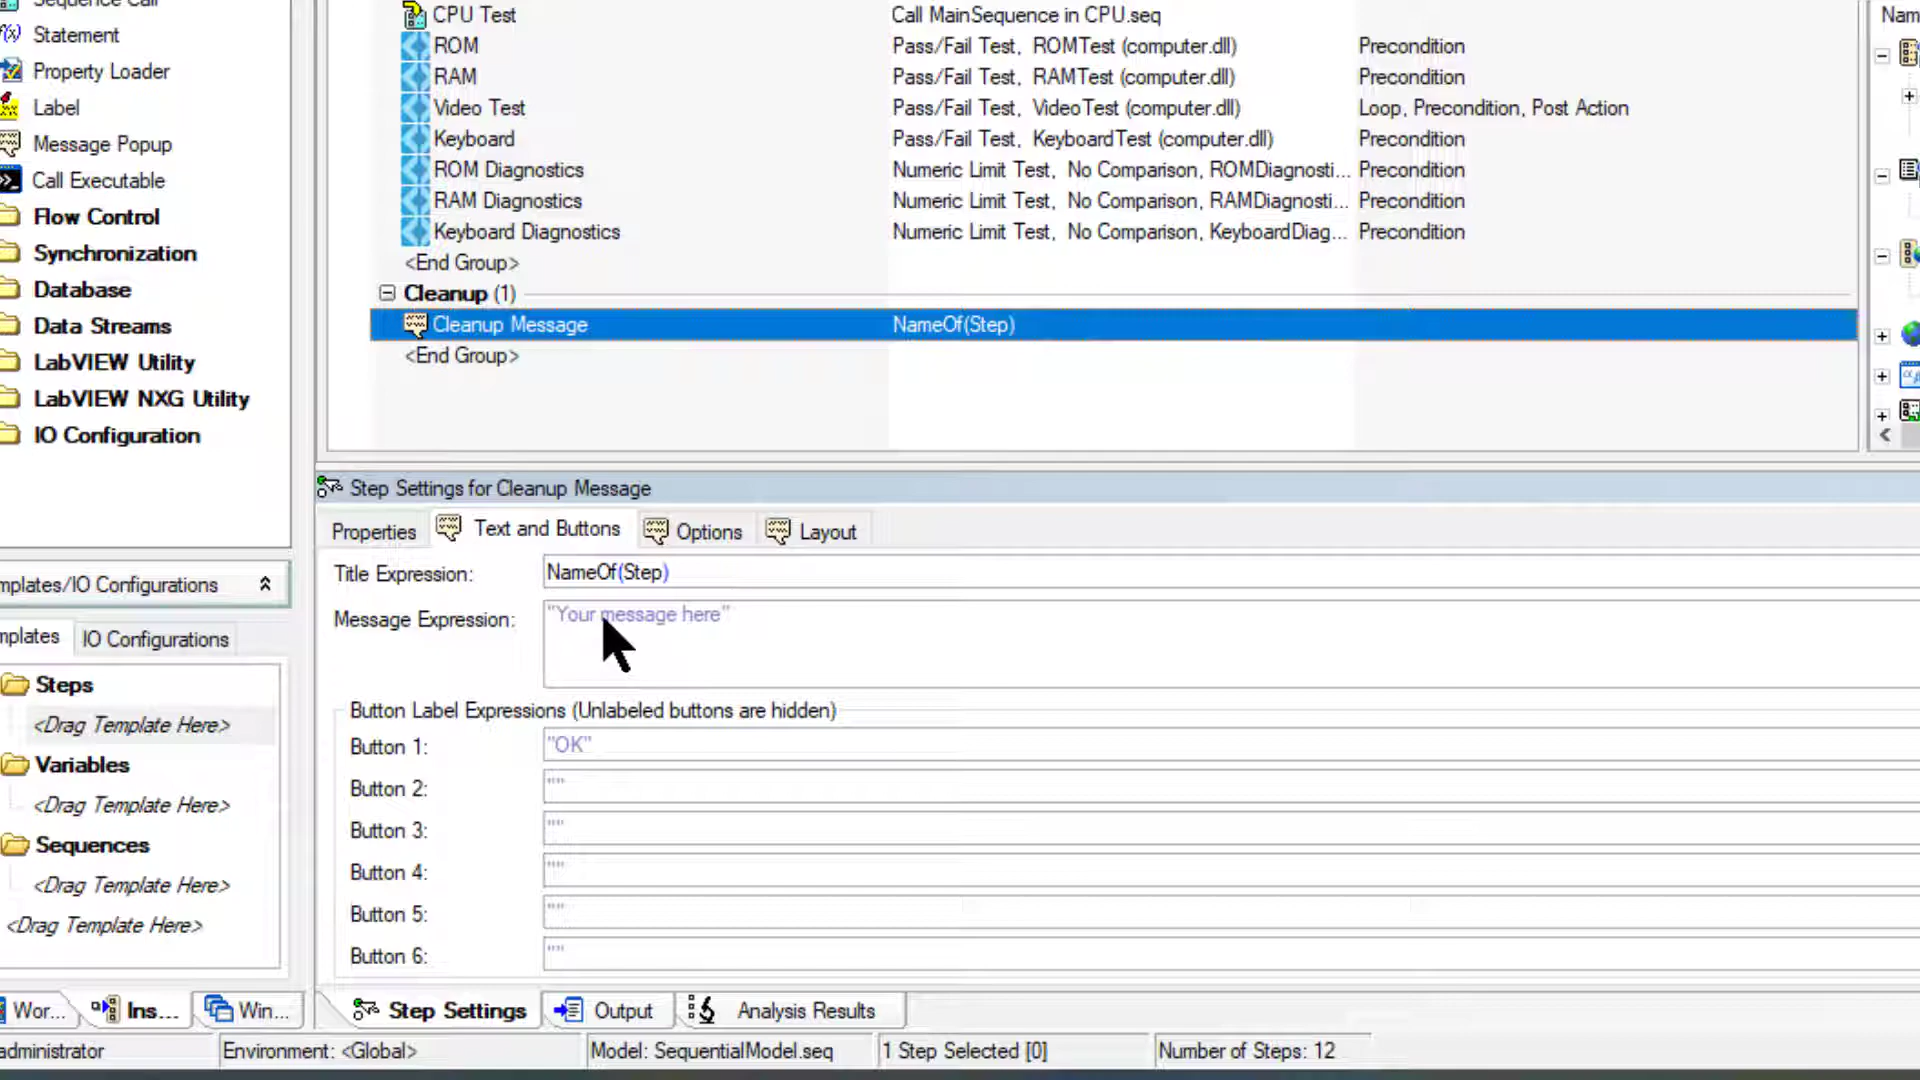 Sequence Call
Statement
Property Loader
Label
Message Popup
Call Executable
Flow Control
Synchronization
Database
Data Streams
LabVIEW Utility
LabVIEW NXG Utility
IO Configuration
mplates/IO Configurations
mplates IO Configurations
Steps
<Drag Template Here>
Variables
<Drag Template Here>
Sequences
<Drag Template Here>
<Drag Template Here>
Wor... Ins... Win...
CPU Test Call MainSequence in CPU.seq
ROM Pass/Fail Test, ROMTest (computer.dll) Precondition
RAM Pass/Fail Test, RAMTest (computer.dll) Precondition
Video Test Pass/Fail Test, VideoTest (computer.dll) Loop, Precondition, Post Action
Keyboard Pass/Fail Test, KeyboardTest (computer.dll) Precondition
ROM Diagnostics Numeric Limit Test, No Comparison, ROMDiagnosti... Precondition
RAM Diagnostics Numeric Limit Test, No Comparison, RAMDiagnosti... Precondition
Keyboard Diagnostics Numeric Limit Test, No Comparison, KeyboardDiag... Precondition
<End Group>
Cleanup (1)
Cleanup Message NameOf(Step)
<End Group>
Nam
Step Settings for Cleanup Message
Properties Text and Buttons Options Layout
Title Expression: NameOf(Step)
Message Expression: "Your message here"
Button Label Expressions (Unlabeled buttons are hidden)
Button 1: "OK"
Button 2: ""
Button 3: ""
Button 4: ""
Button 5: ""
Button 6: ""
Step Settings Output Analysis Results
administrator Environment: <Global> Model: SequentialModel.seq 1 Step Selected [0] Number of Steps: 12